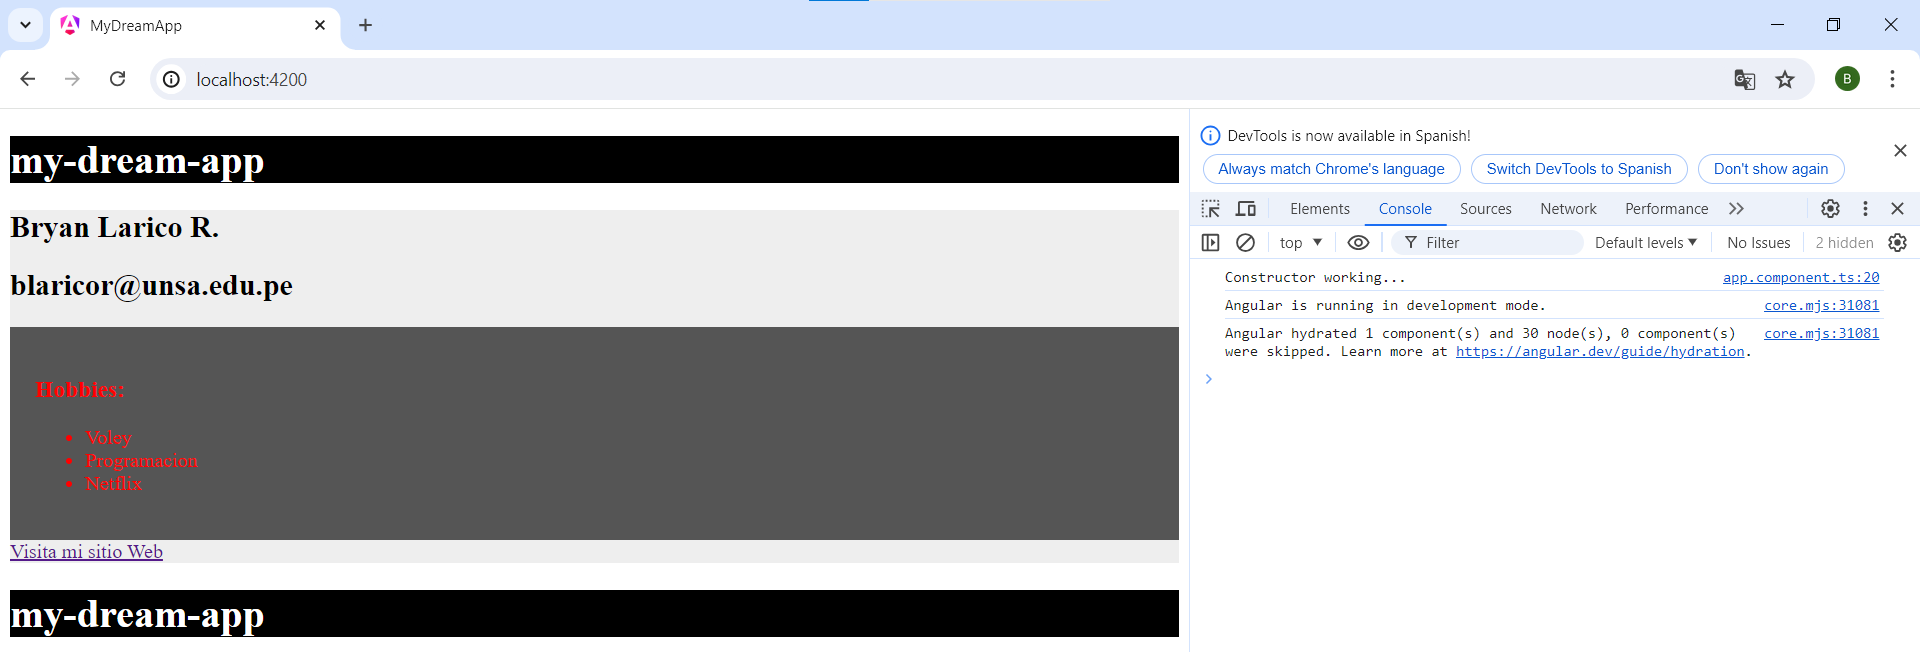 MyDreamApp
localhost:4200
B
my-dream-app
Bryan Larico R.
blaricor@unsa.edu.pe
Hobbies:
Voley
Programacion
Netflix
Visita mi sitio Web
my-dream-app
DevTools is now available in Spanish!
Always match Chrome's language Switch DevTools to Spanish Don't show again
Elements Console Sources Network Performance
top Filter Default levels No Issues 2 hidden
Constructor working... app.component.ts:20
Angular is running in development mode. core.mjs:31081
Angular hydrated 1 component(s) and 30 node(s), 0 component(s) core.mjs:31081
were skipped. Learn more at https://angular.dev/guide/hydration.